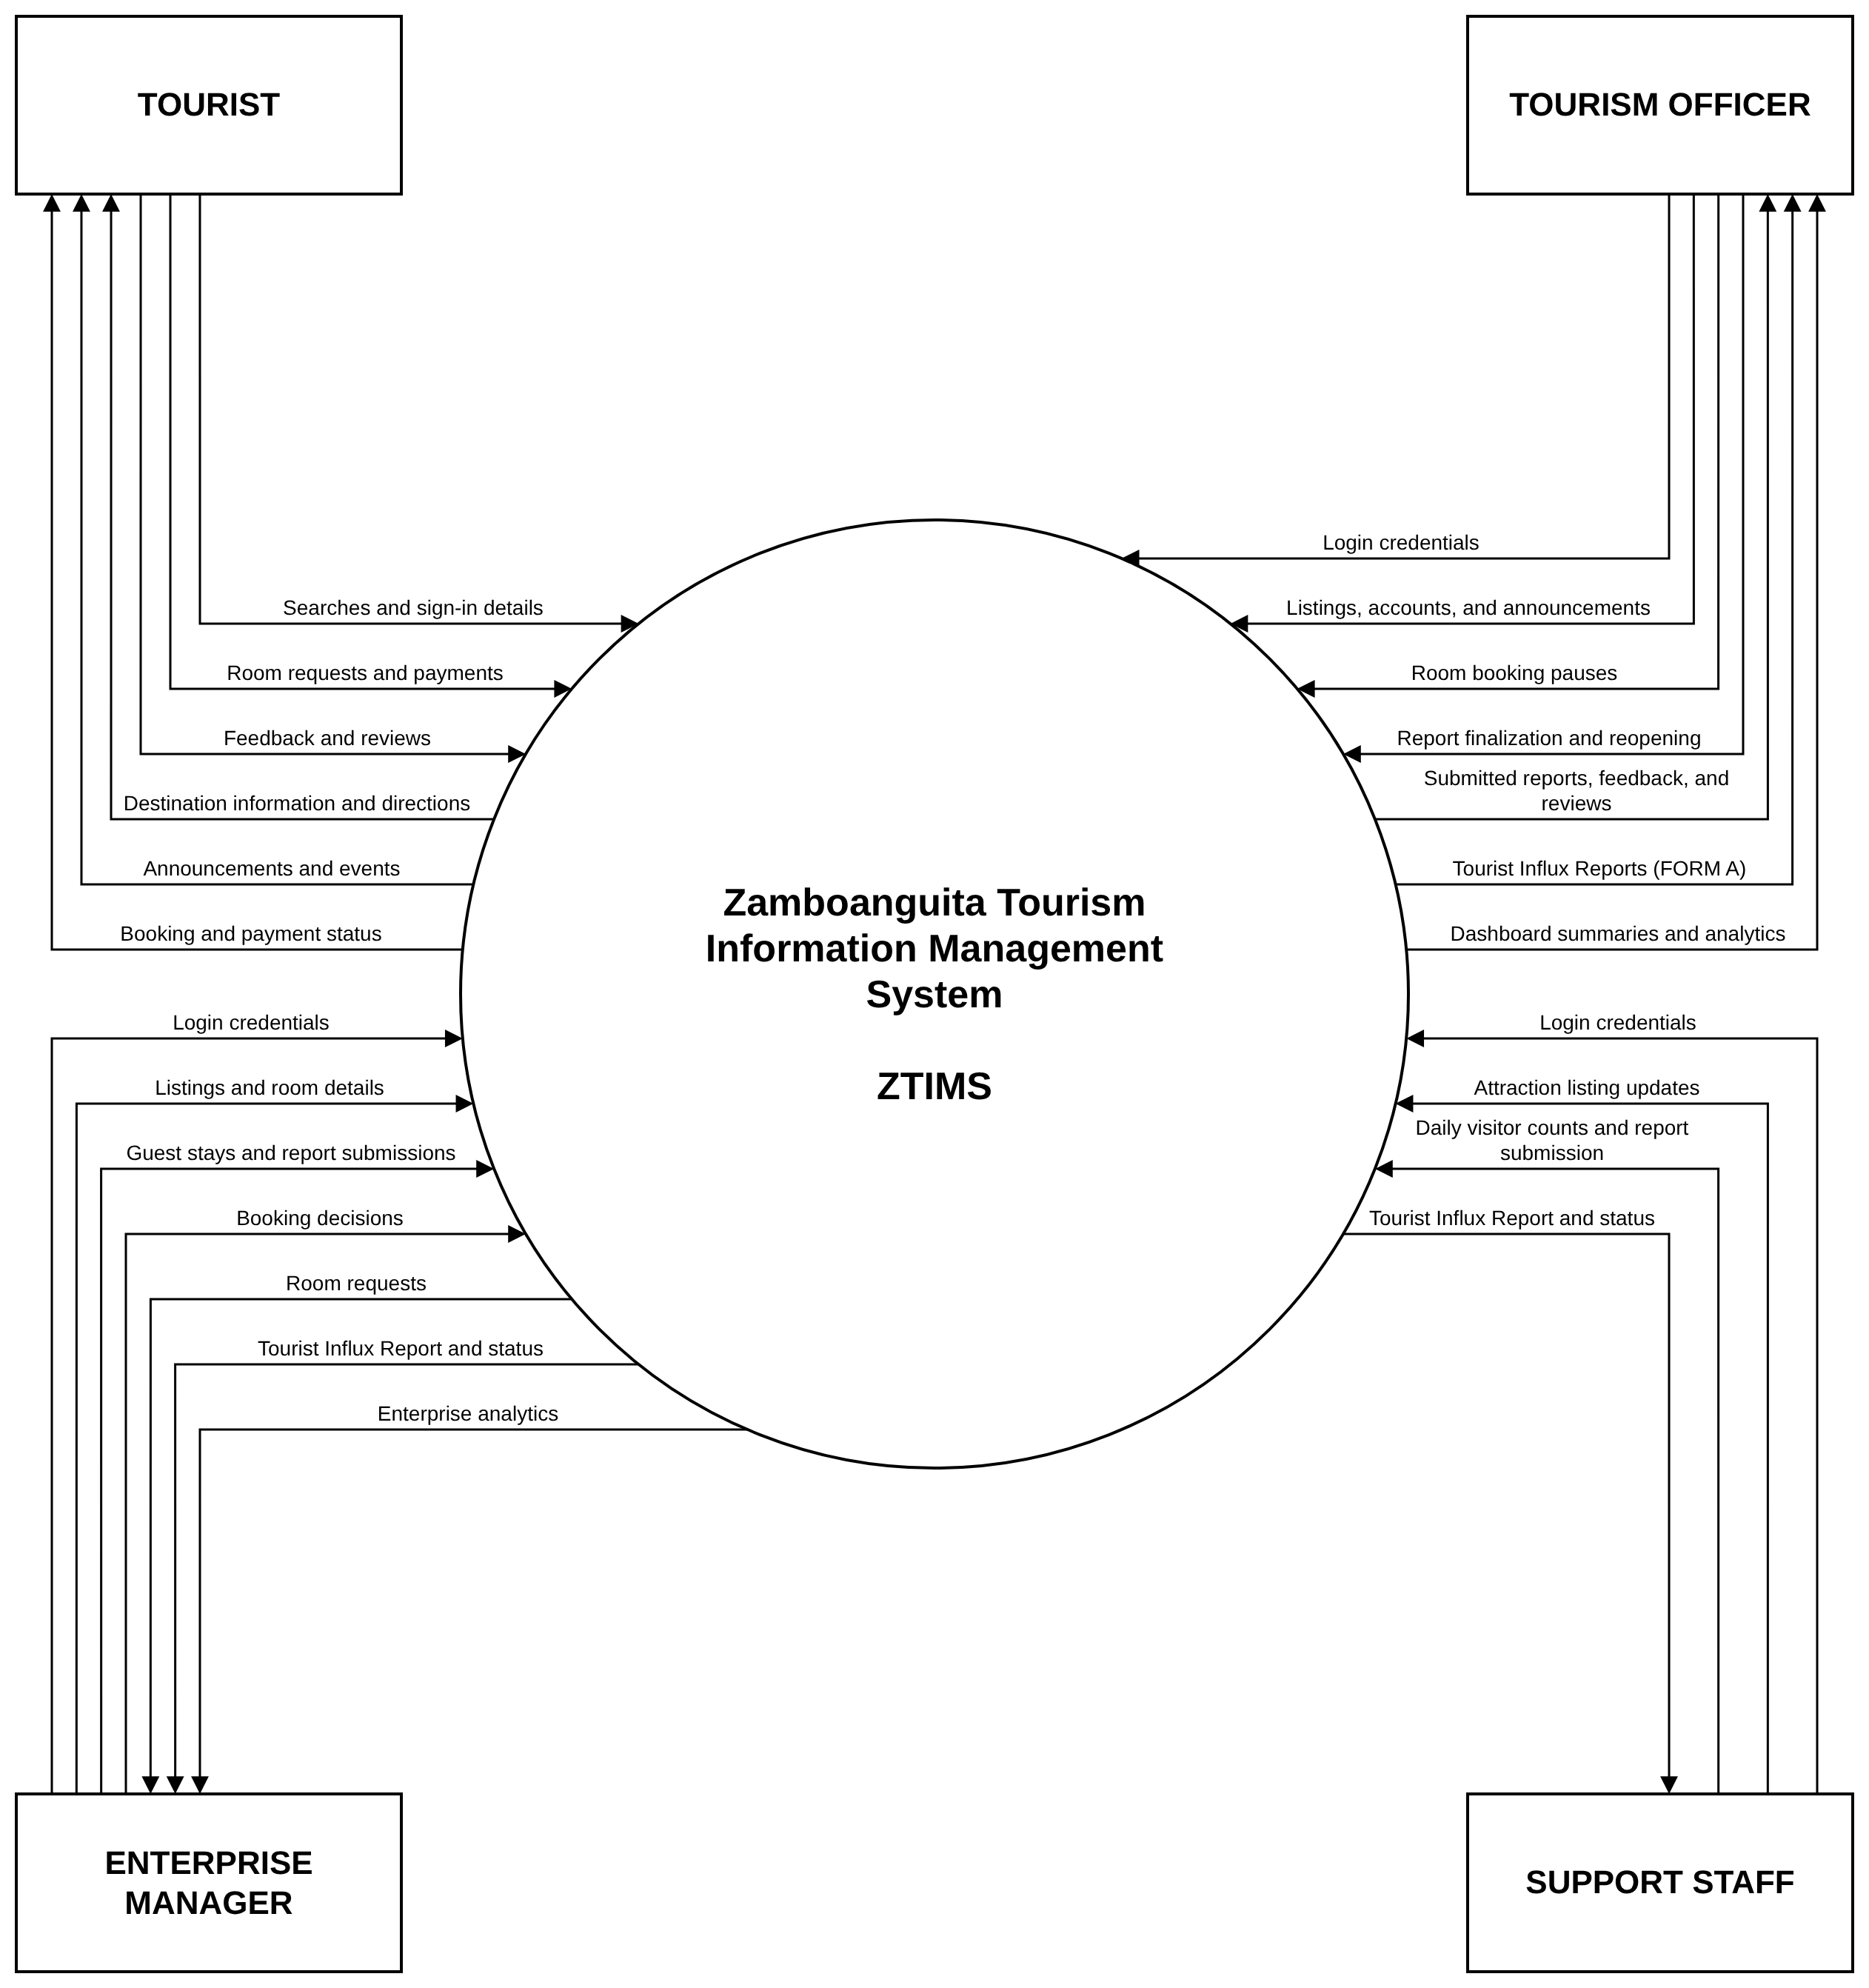 TOURIST
TOURISM OFFICER
Login credentials
Searches and sign-in details
Listings, accounts, and announcements
Room requests and payments
Room booking pauses
Feedback and reviews
Report finalization and reopening
Submitted reports, feedback, and
reviews
Destination information and directions
Announcements and events
Tourist Influx Reports (FORM A)
Booking and payment status
Dashboard summaries and analytics
Zamboanguita Tourism
Information Management
System
ZTIMS
Login credentials
Login credentials
Listings and room details
Attraction listing updates
Daily visitor counts and report
submission
Guest stays and report submissions
Booking decisions
Tourist Influx Report and status
Room requests
Tourist Influx Report and status
Enterprise analytics
ENTERPRISE
MANAGER
SUPPORT STAFF